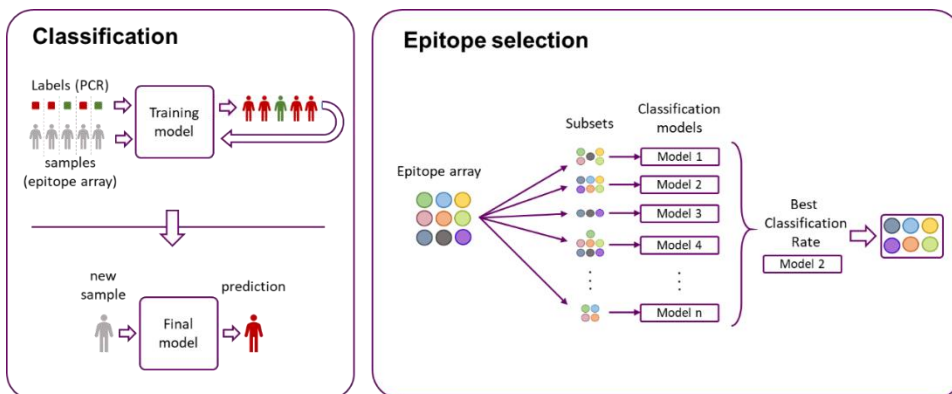 Classification
Labels (PCR)
Training
model
samples
(epitope array)
new
sample
Final
model
prediction
Epitope selection
Epitope array
Subsets
Classification
models
Model 1
Model 2
Model 3
Model 4
Model n
Best
Classification
Rate
Model 2